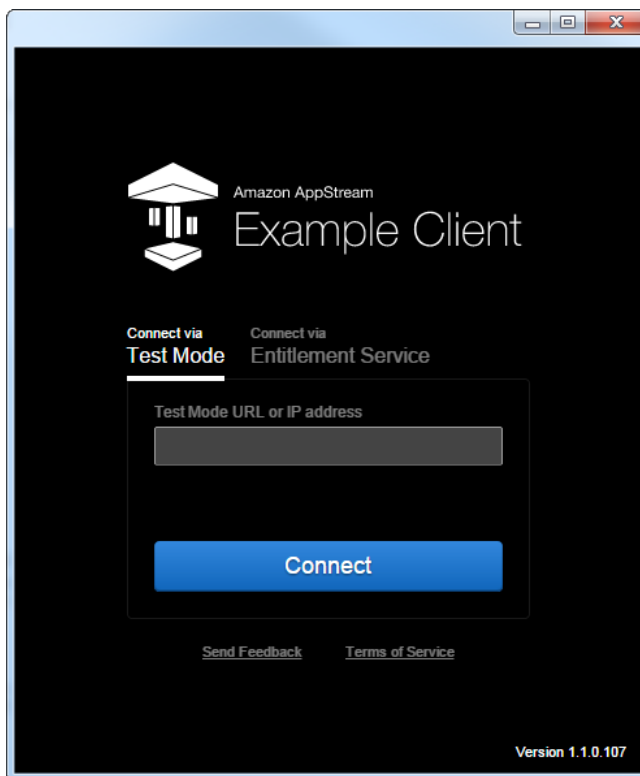 Amazon AppStream
Example Client
Connect via Connect via
Test Mode Entitlement Service
Test Mode URL or IP address
Connect
Send Feedback Terms of Service
Version 1.1.0.107